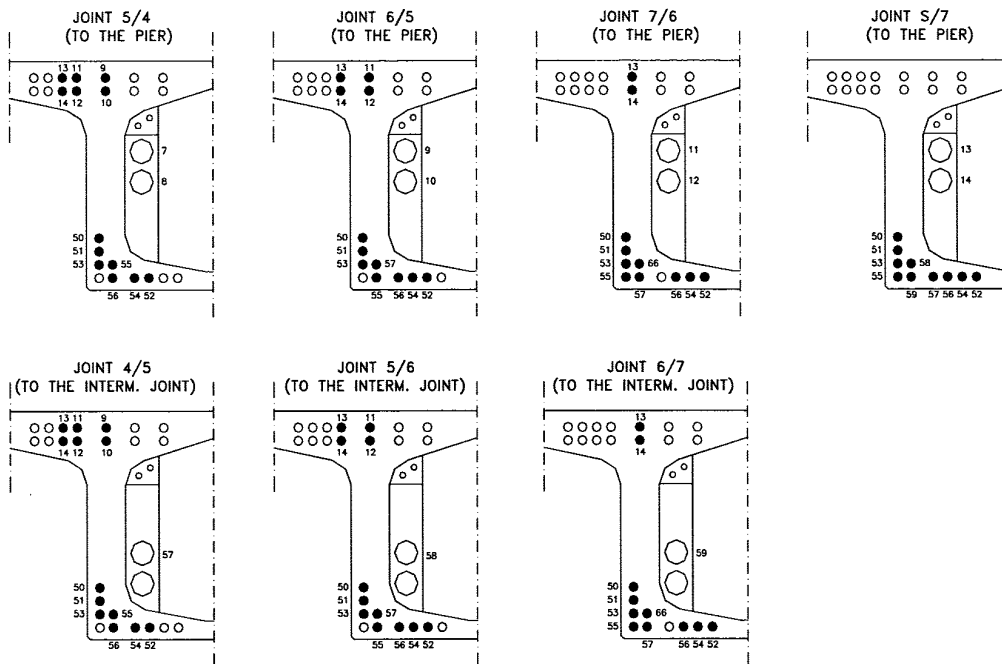 JOINT 5/4
(TO THE PIER)
13 11 9
14 12 10
7
8
50
51
53 55
56 54 52
JOINT 6/5
(TO THE PIER)
13 11
14 12
9
10
50
51
53 57
55 56 54 52
JOINT 7/6
(TO THE PIER)
13
14
11
12
50
51
53
55 66
57 56 54 52
JOINT S/7
(TO THE PIER)
13
14
50
51
53 58
55
59 57 56 54 52
JOINT 4/5
(TO THE INTERM. JOINT)
13 11 9
14 12 10
57
50
51
53 55
56 54 52
JOINT 5/6
(TO THE INTERM. JOINT)
13 11
14 12
58
50
51
53 57
55 56 54 52
JOINT 6/7
(TO THE INTERM. JOINT)
13
14
59
50
51
53 66
55
57 56 54 52